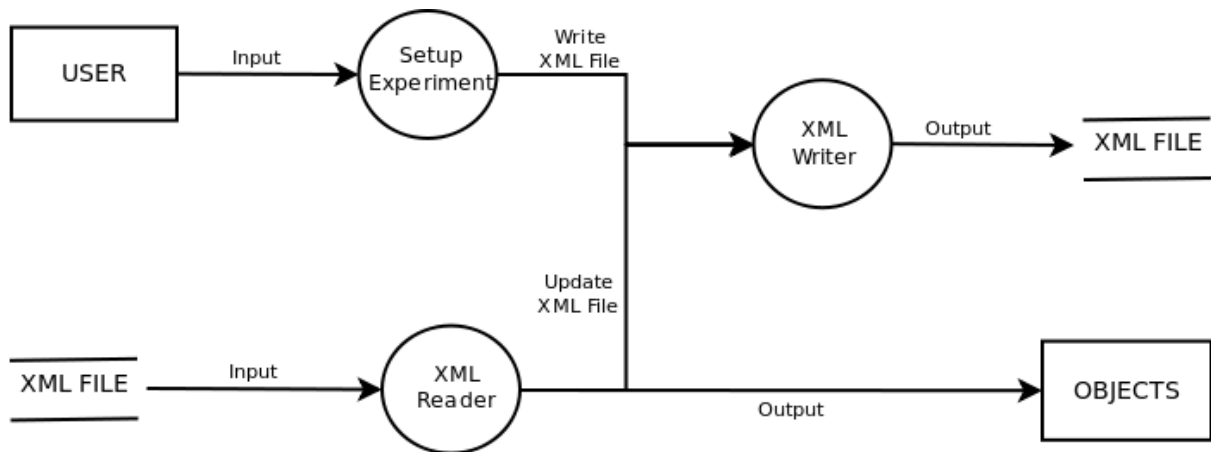 USER
Input
Setup
Experiment
Write
XML File
XML
Writer
Output
XML FILE
Update
XML File
XML FILE
Input
XML
Reader
Output
OBJECTS